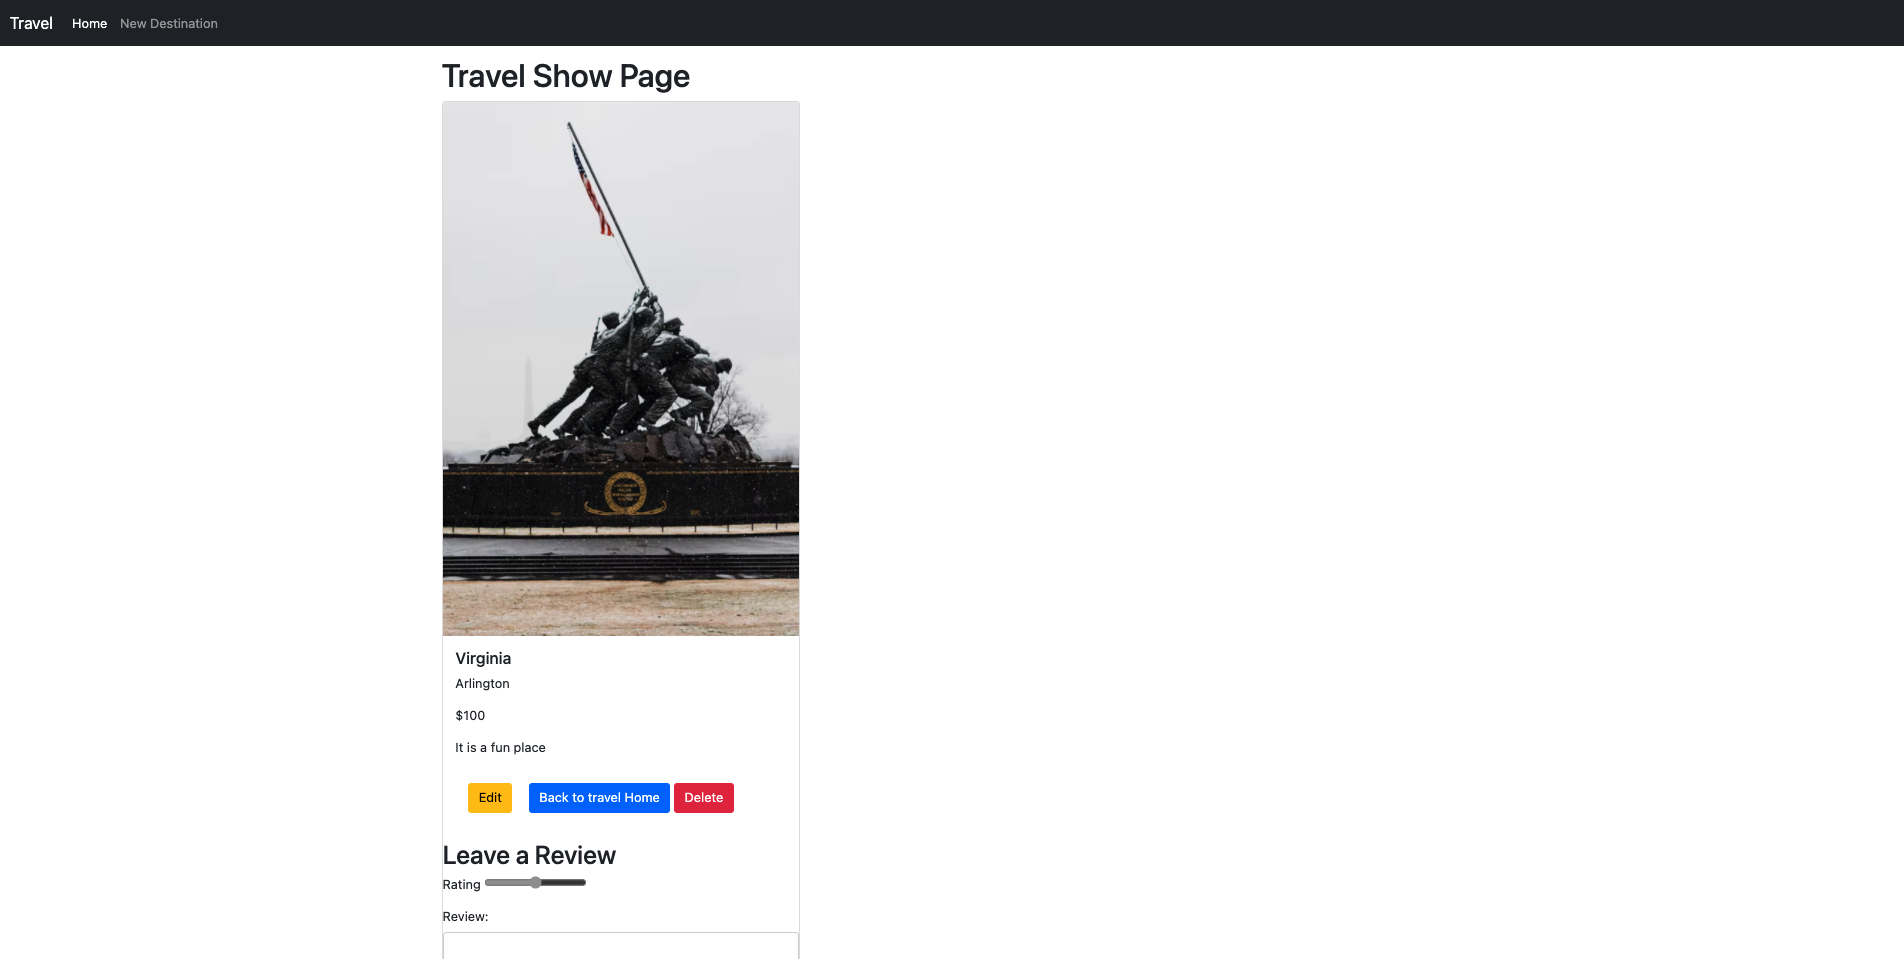 Travel Home New Destination
Travel Show Page
Virginia
Arlington
$100
It is a fun place
Edit Back to travel Home Delete
Leave a Review
Rating
Review: